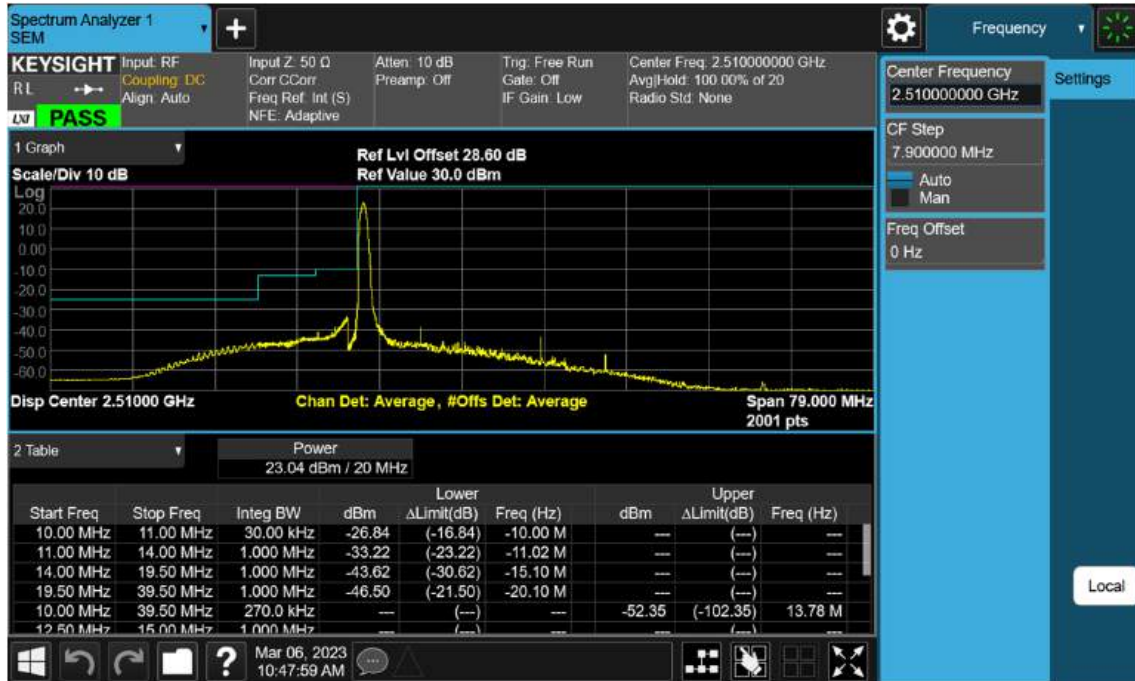 Spectrum Analyzer 1
SEM
Frequency
KEYSIGHT
RL
LXI
PASS
Input: RF
Coupling: DC
Align: Auto
Input Z: 50 Ω
Corr CCorr
Freq Ref: Int (S)
NFE: Adaptive
Atten: 10 dB
Preamp: Off
Trig: Free Run
Gate: Off
IF Gain: Low
Center Freq: 2.510000000 GHz
Avg|Hold: 100.00% of 20
Radio Std: None
Center Frequency
2.510000000 GHz
Settings
CF Step
7.900000 MHz
Auto
Man
Freq Offset
0 Hz
Local
1 Graph
Scale/Div 10 dB
Ref Lvl Offset 28.60 dB
Ref Value 30.0 dBm
Log
20.0
10.0
0.00
-10.0
-20.0
-30.0
-40.0
-50.0
-60.0
Disp Center 2.51000 GHz
Chan Det: Average, #Offs Det: Average
Span 79.000 MHz
2001 pts
2 Table
Power
23.04 dBm / 20 MHz
Lower Upper
Start Freq Stop Freq Integ BW dBm ΔLimit(dB) Freq (Hz) dBm ΔLimit(dB) Freq (Hz)
10.00 MHz 11.00 MHz 30.00 kHz -26.84 (-16.84) -10.00 M --- (---) ---
11.00 MHz 14.00 MHz 1.000 MHz -33.22 (-23.22) -11.02 M --- (---) ---
14.00 MHz 19.50 MHz 1.000 MHz -43.62 (-30.62) -15.10 M --- (---) ---
19.50 MHz 39.50 MHz 1.000 MHz -46.50 (-21.50) -20.10 M --- (---) ---
10.00 MHz 39.50 MHz 270.0 kHz --- (---) --- -52.35 (-102.35) 13.78 M
12.50 MHz 15.00 MHz 1.000 MHz --- (---) --- --- (---) ---
?
Mar 06, 2023
10:47:59 AM